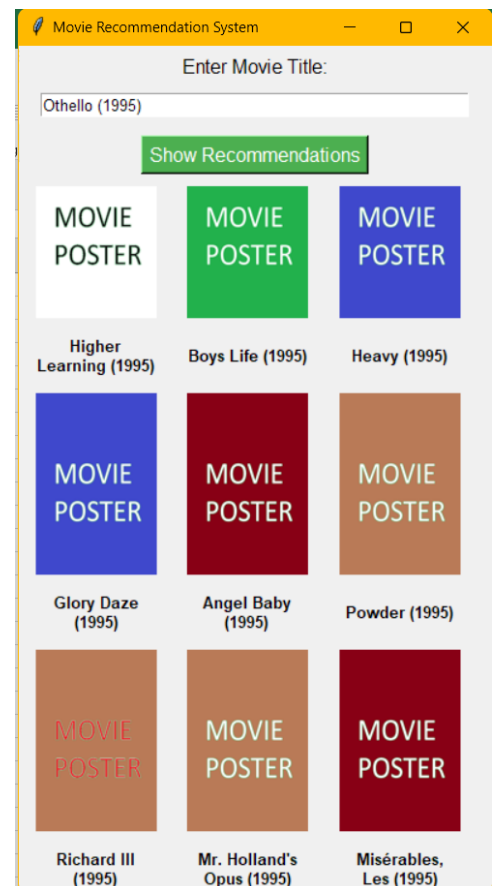 Movie Recommendation System
Enter Movie Title:
Othello (1995)
Show Recommendations
MOVIE
POSTER
MOVIE
POSTER
MOVIE
POSTER
Higher
Learning (1995)
Boys Life (1995)
Heavy (1995)
MOVIE
POSTER
MOVIE
POSTER
MOVIE
POSTER
Glory Daze
(1995)
Angel Baby
(1995)
Powder (1995)
MOVIE
POSTER
MOVIE
POSTER
MOVIE
POSTER
Richard III
(1995)
Mr. Holland's
Opus (1995)
Misérables,
Les (1995)